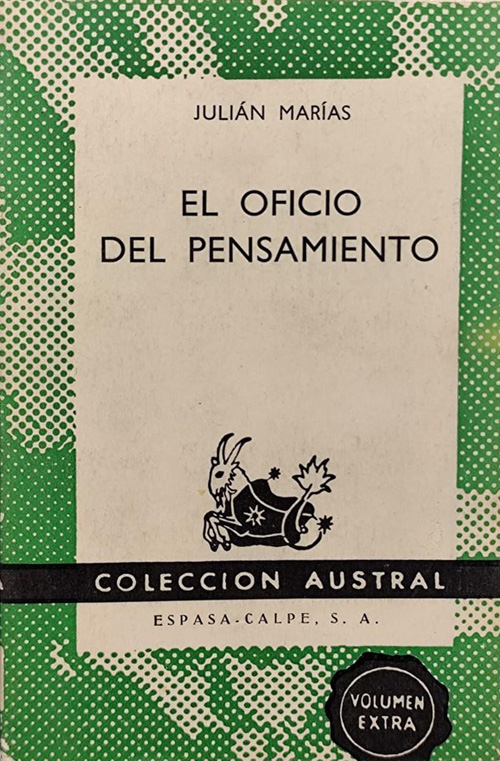 JULIÁN MARÍAS
EL OFICIO
DEL PENSAMIENTO
COLECCION AUSTRAL
ESPASA-CALPE, S. A.
VOLUMEN
EXTRA